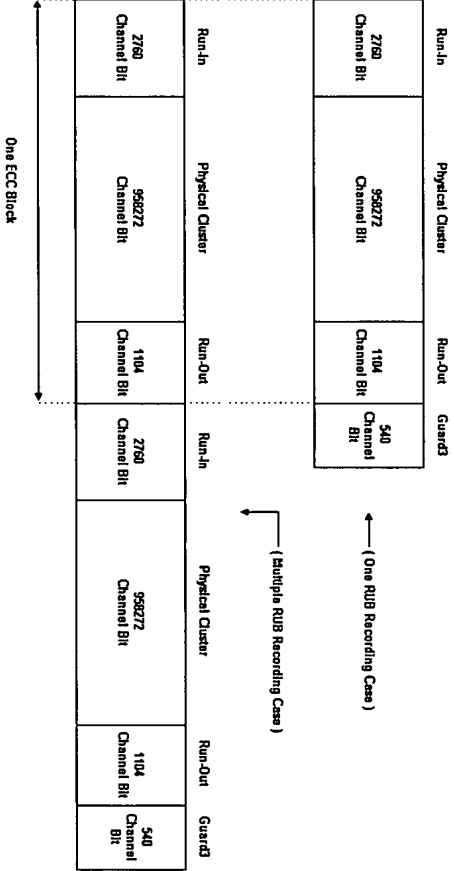 Run-In
Physical Cluster
Run-Out
Guard3
2760
Channel Bit
958272
Channel Bit
1104
Channel Bit
540
Channel
Bit
( One RUB Recording Case )
( Multiple RUB Recording Case )
Run-In
Physical Cluster
Run-Out
Run-In
Physical Cluster
Run-Out
Guard3
2760
Channel Bit
958272
Channel Bit
1104
Channel Bit
2760
Channel Bit
958272
Channel Bit
1104
Channel Bit
540
Channel
Bit
One ECC Block